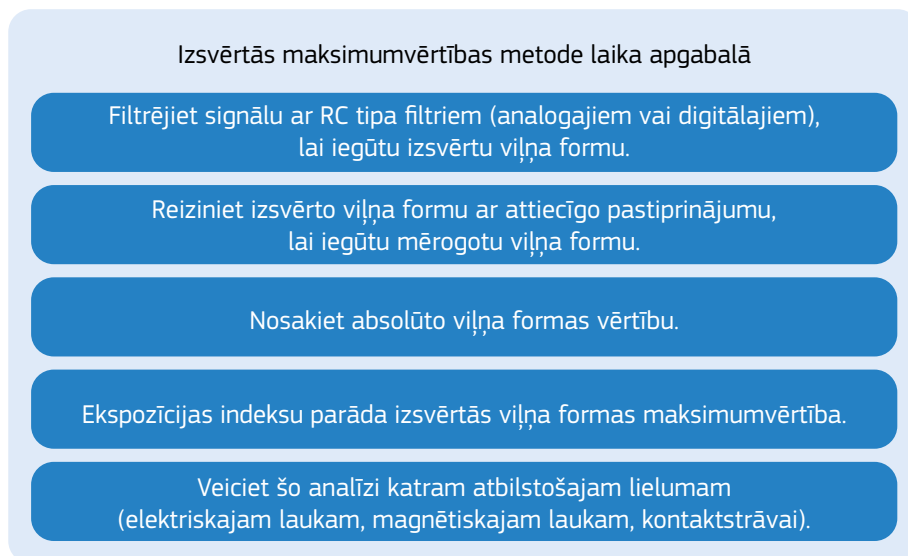 Izsvērtās maksimumvērtības metode laika apgabalā
Filtrējiet signālu ar RC tipa filtriem (analogajiem vai digitālajiem),
lai iegūtu izsvērtu viļņa formu.
Reiziniet izsvērto viļņa formu ar attiecīgo pastiprinājumu,
lai iegūtu mērogotu viļņa formu.
Nosakiet absolūto viļņa formas vērtību.
Ekspozīcijas indeksu parāda izsvērtās viļņa formas maksimumvērtība.
Veiciet šo analīzi katram atbilstošajam lielumam
(elektriskajam laukam, magnētiskajam laukam, kontaktstrāvai).